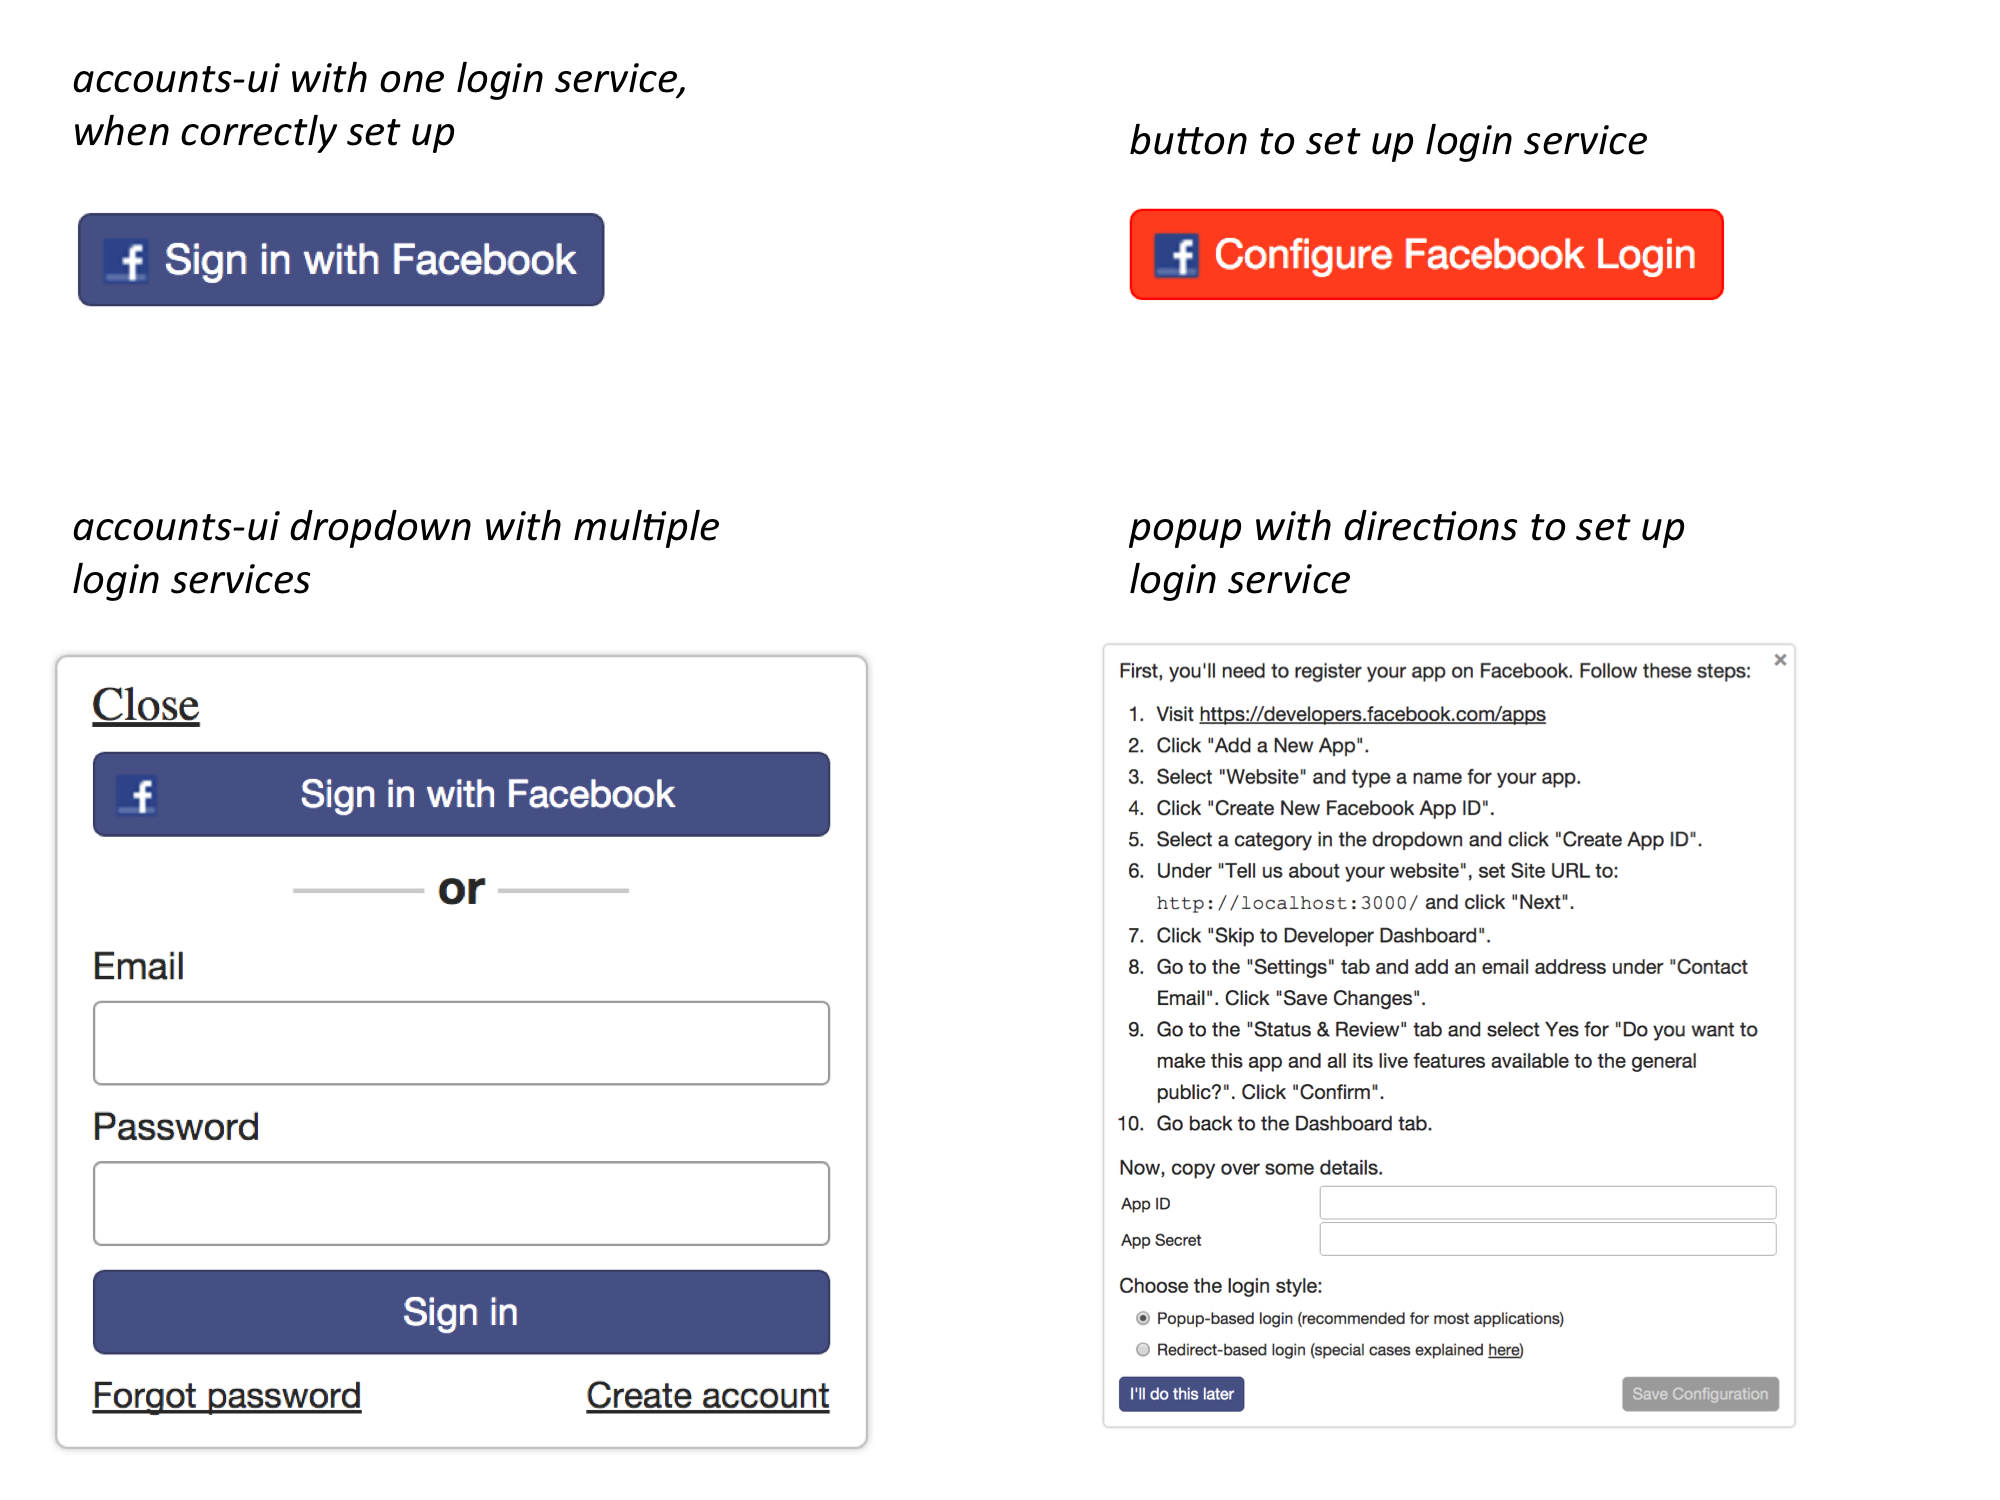 accounts-ui with one login service,
when correctly set up
f Sign in with Facebook
button to set up login service
f Configure Facebook Login
accounts-ui dropdown with multiple
login services
Close
f Sign in with Facebook
or
Email
Password
Sign in
Forgot password Create account
popup with directions to set up
login service
×
First, you'll need to register your app on Facebook. Follow these steps:
1. Visit https://developers.facebook.com/apps
2. Click "Add a New App".
3. Select "Website" and type a name for your app.
4. Click "Create New Facebook App ID".
5. Select a category in the dropdown and click "Create App ID".
6. Under "Tell us about your website", set Site URL to:
http://localhost:3000/ and click "Next".
7. Click "Skip to Developer Dashboard".
8. Go to the "Settings" tab and add an email address under "Contact
Email". Click "Save Changes".
9. Go to the "Status & Review" tab and select Yes for "Do you want to
make this app and all its live features available to the general
public?". Click "Confirm".
10. Go back to the Dashboard tab.
Now, copy over some details.
App ID
App Secret
Choose the login style:
Popup-based login (recommended for most applications)
Redirect-based login (special cases explained here)
I'll do this later Save Configuration